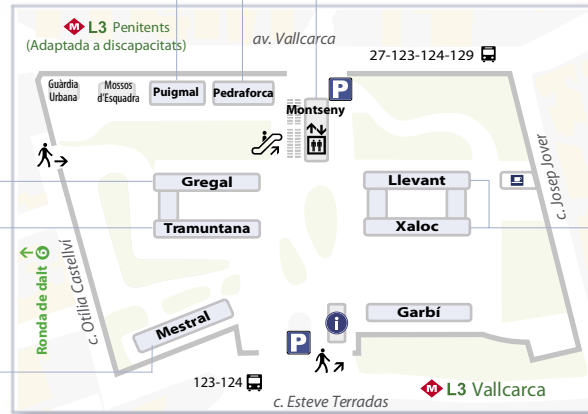 M L3 Penitents
(Adaptada a discapacitats)
av. Vallcarca
27-123-124-129
Guàrdia
Urbana
Mossos
d'Esquadra
Puigmal
Pedraforca
P
Montseny
c. Josep Jover
Gregal
Llevant
Tramuntana
Xaloc
Ronda de dalt 6
c. Otília Castellví
Mestral
Garbí
i
P
123-124
c. Esteve Terradas
M L3 Vallcarca